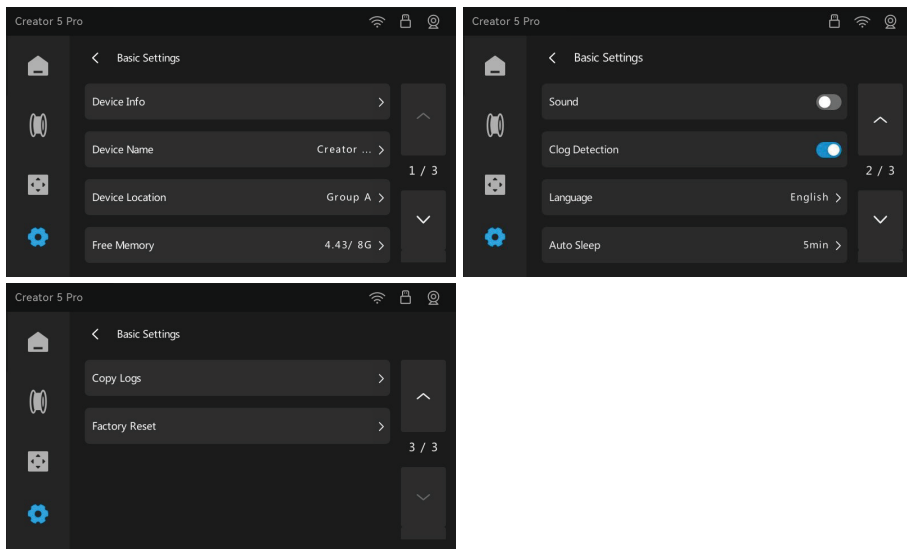 Creator 5 Pro
Basic Settings
Device Info
Device Name Creator ...
Device Location Group A
Free Memory 4.43/ 8G
1 / 3
Creator 5 Pro
Basic Settings
Sound
Clog Detection
Language English
Auto Sleep 5min
2 / 3
Creator 5 Pro
Basic Settings
Copy Logs
Factory Reset
3 / 3